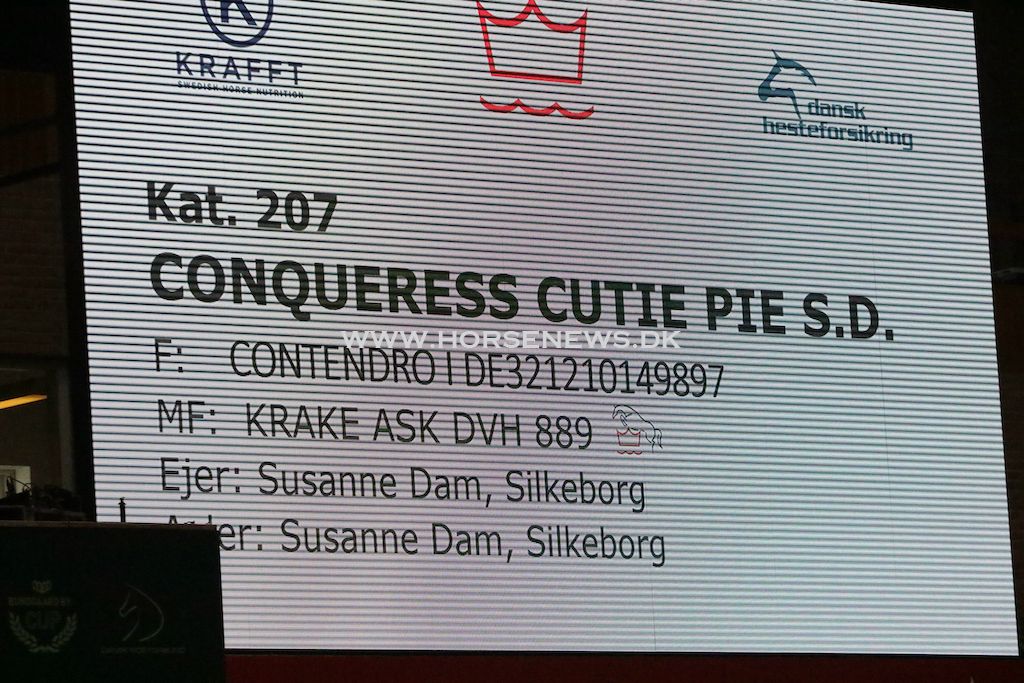 KRAFFT
SWEDISH HORSE NUTRITION
dansk
hesteforsikring
Kat. 207
CONQUERESS CUTIE PIE S.D.
WWW.HORSENEWS.DK
F: CONTENDRO I DE321210149897
MF: KRAKE ASK DVH 889
Ejer: Susanne Dam, Silkeborg
Susanne Dam, Silkeborg
CUP